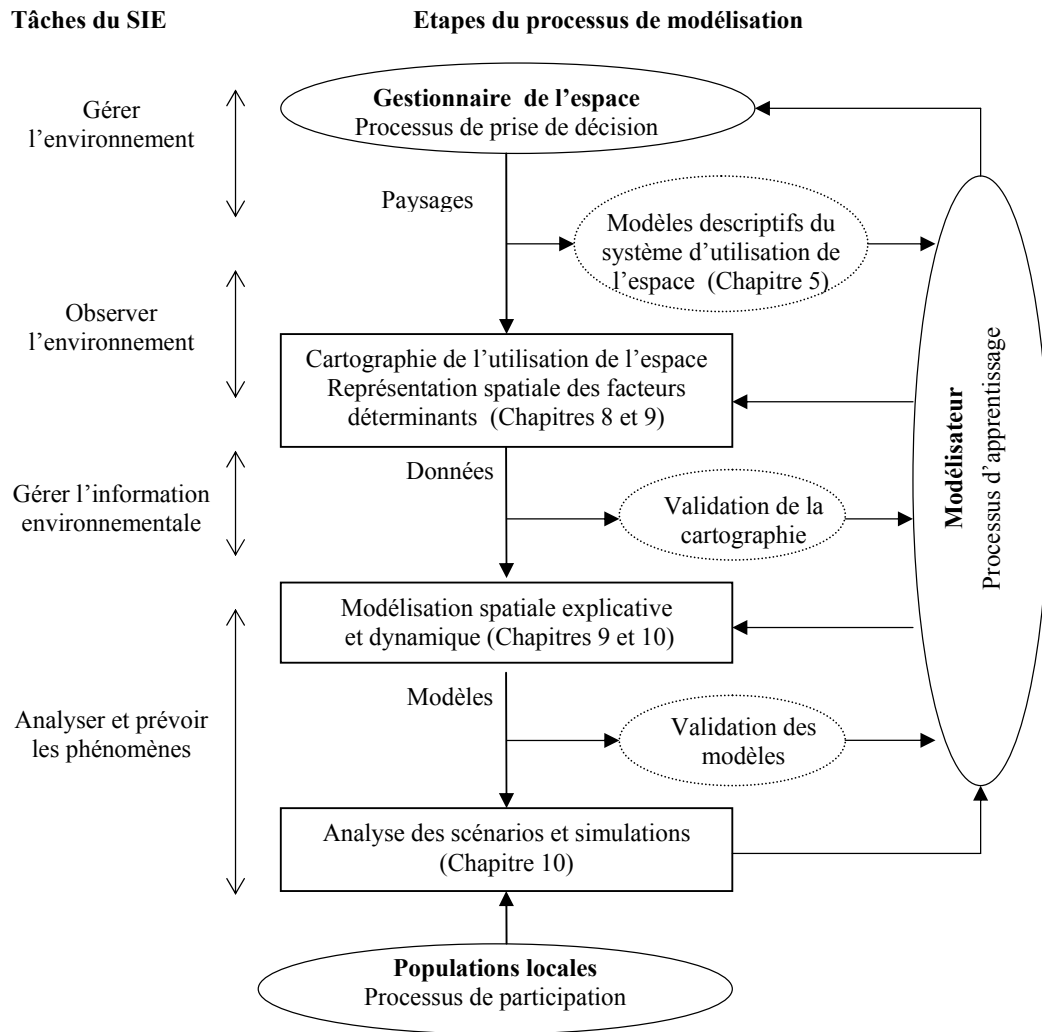 Tâches du SIE
Etapes du processus de modélisation
Gérer
l’environnement
Gestionnaire de l’espace
Processus de prise de décision
Paysages
Modèles descriptifs du
système d’utilisation de
l’espace (Chapitre 5)
Observer
l’environnement
Cartographie de l’utilisation de l’espace
Représentation spatiale des facteurs
déterminants (Chapitres 8 et 9)
Modélisateur
Processus d’apprentissage
Données
Gérer l’information
environnementale
Validation de la
cartographie
Modélisation spatiale explicative
et dynamique (Chapitres 9 et 10)
Modèles
Analyser et prévoir
les phénomènes
Validation des
modèles
Analyse des scénarios et simulations
(Chapitre 10)
Populations locales
Processus de participation